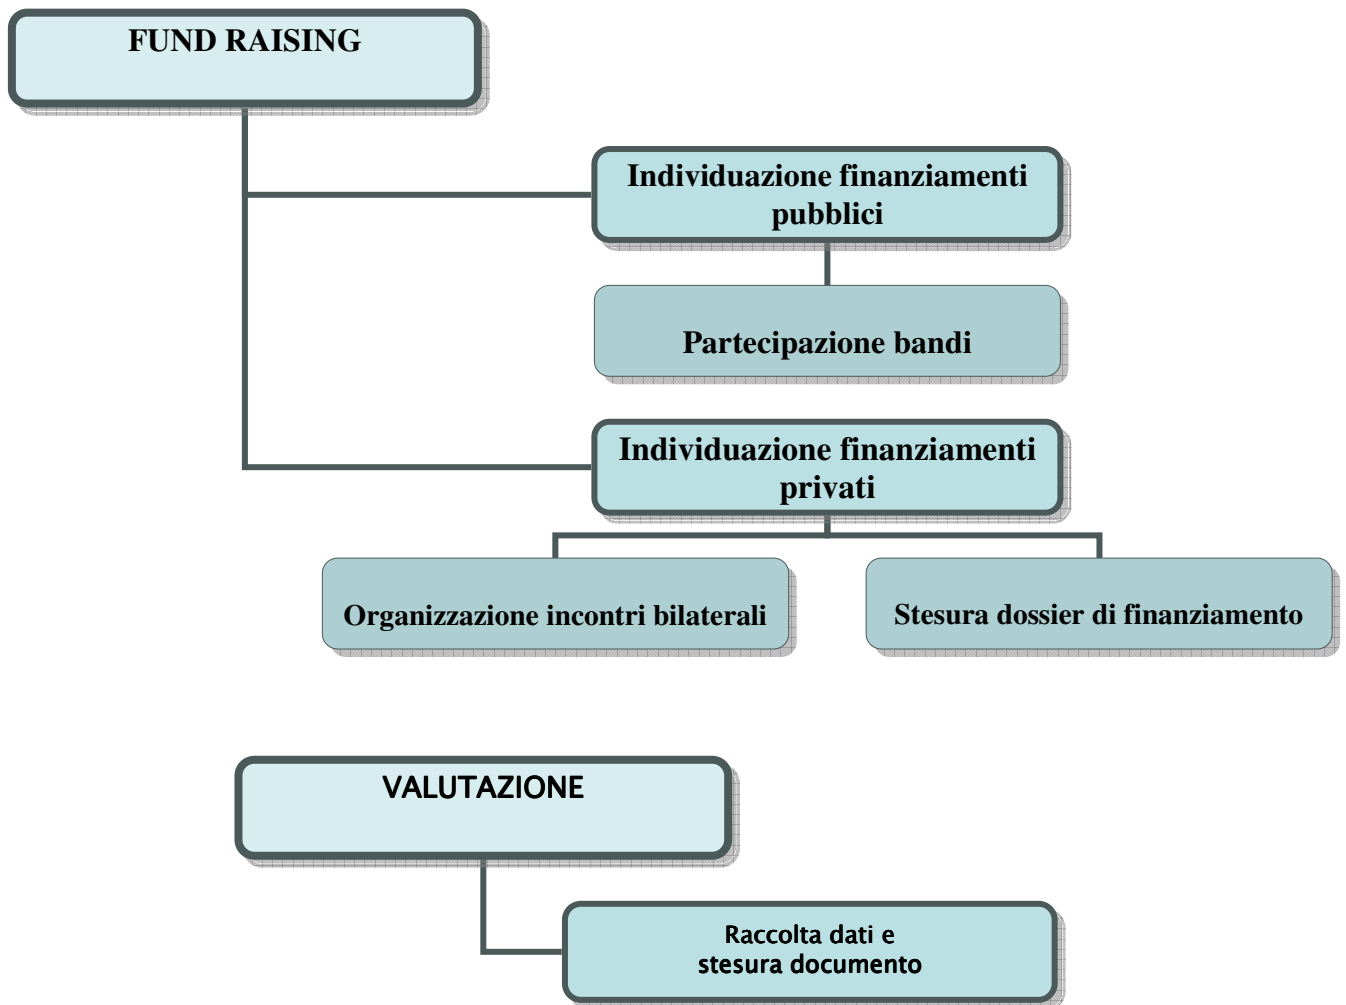 FUND RAISING
Individuazione finanziamenti
pubblici
Partecipazione bandi
Individuazione finanziamenti
privati
Organizzazione incontri bilaterali
Stesura dossier di finanziamento
VALUTAZIONE
Raccolta dati e
stesura documento